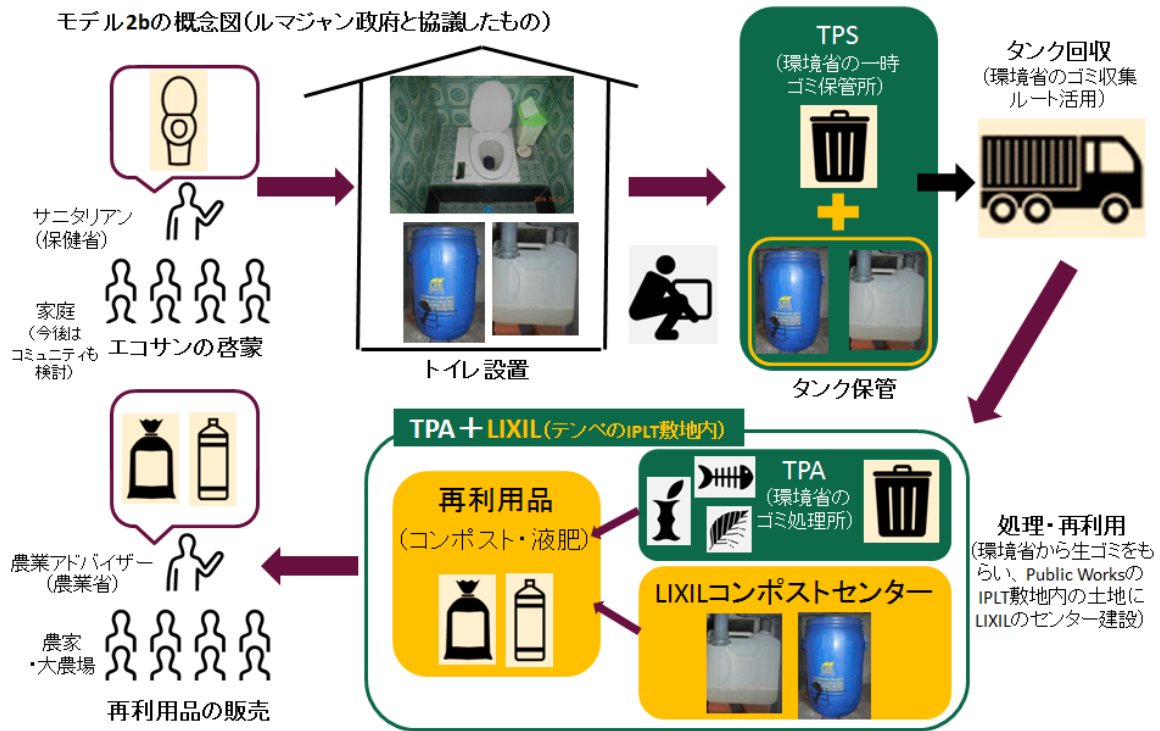 モデル2bの概念図(ルマジャン政府と協議したもの)
サニタリアン
(保健省)
家庭
(今後は
コミュニティも
検討)
エコサンの啓蒙
トイレ設置
TPS
(環境省の一時
ゴミ保管所)
タンク保管
タンク回収
(環境省のゴミ収集
ルート活用)
処理・再利用
(環境省から生ゴミをも
らい、Public Worksの
IPLT敷地内の土地に
LIXILのセンター建設)
TPA＋LIXIL(テンペのIPLT敷地内)
TPA
(環境省の
ゴミ処理所)
LIXILコンポストセンター
再利用品
(コンポスト・液肥)
農業アドバイザー
(農業省)
農家
・大農場
再利用品の販売